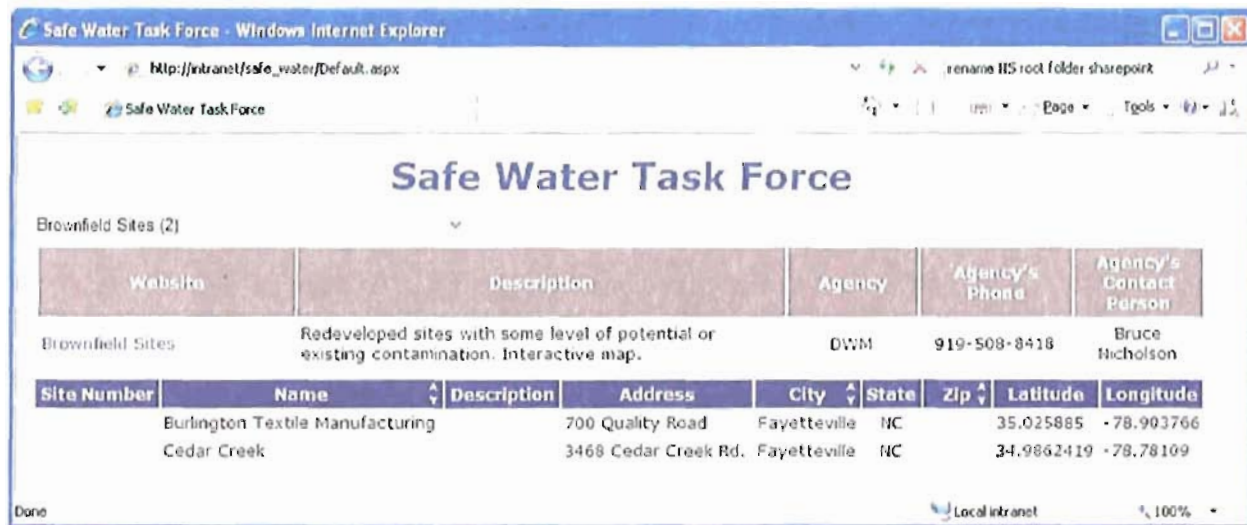 Safe Water Task Force - Windows Internet Explorer
http://intranet/safe_water/Default.aspx rename IIS root folder sharepoint
Safe Water Task Force Page Tools
Safe Water Task Force
Brownfield Sites (2)
Website Description Agency Agency's Phone Agency's Contact Person
Brownfield Sites Redeveloped sites with some level of potential or existing contamination. Interactive map. DWM 919-508-8418 Bruce Nicholson
Site Number Name Description Address City State Zip Latitude Longitude
Burlington Textile Manufacturing 700 Quality Road Fayetteville NC 35.025885 -78.903766
Cedar Creek 3468 Cedar Creek Rd. Fayetteville NC 34.9862419 -78.78109
Done Local intranet 100%